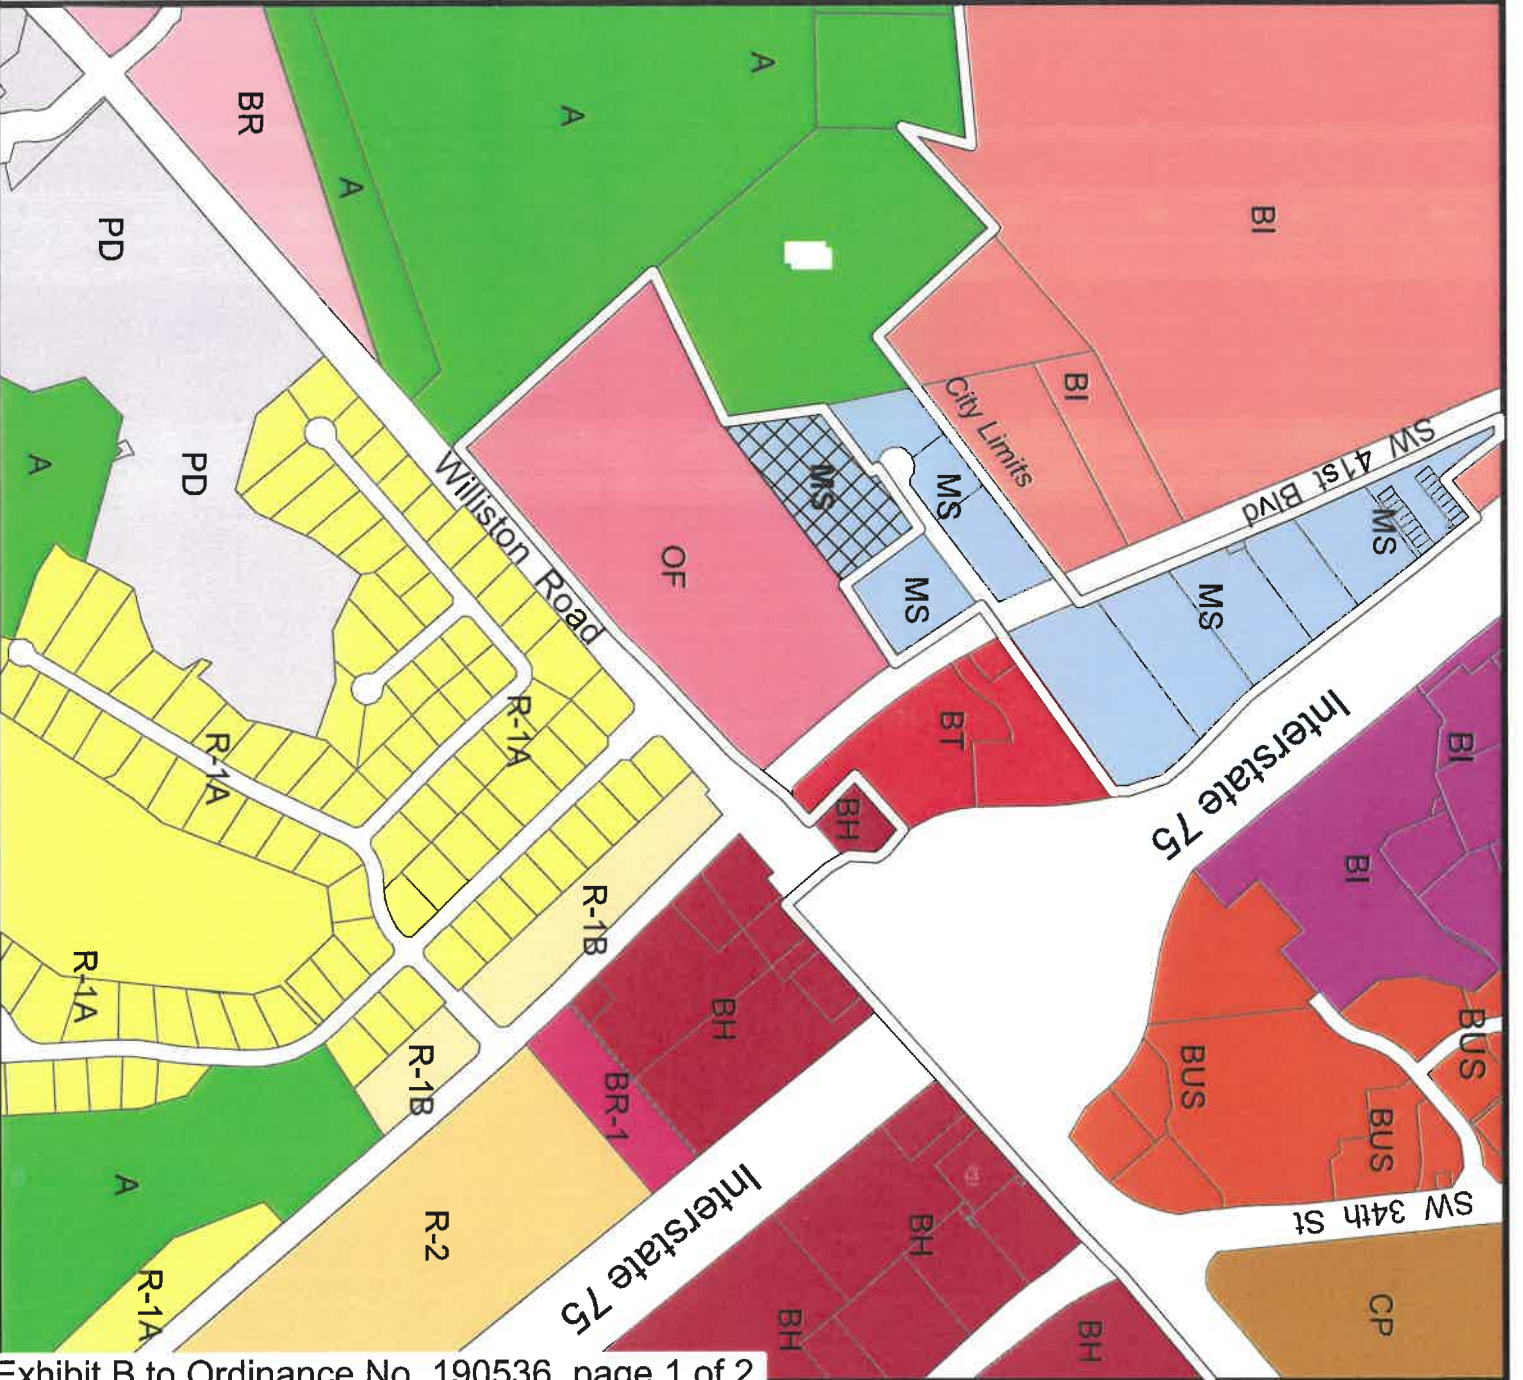 BR
A
A
A
BI
PD
PD
A
BI
City Limits
SW 41st Blvd
MS
MS
MS
MS
MS
OF
Williston Road
BT
BH
Interstate 75
BI
BI
R-1A
R-1A
R-1A
R-1B
R-1B
BH
BR-1
R-2
A
R-1A
Interstate 75
BH
BH
BH
BUS
BUS
BUS
SW 34th St
CP
Exhibit B to Ordinance No. 190536, page 1 of 2